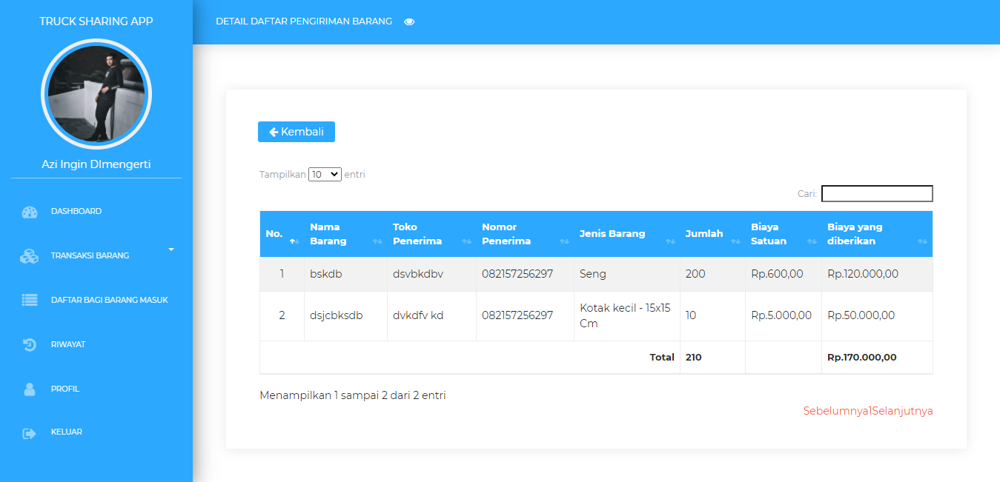 TRUCK SHARING APP
Azi Ingin DImengerti
DASHBOARD
TRANSAKSI BARANG
DAFTAR BAGI BARANG MASUK
RIWAYAT
PROFIL
KELUAR
DETAIL DAFTAR PENGIRIMAN BARANG
Kembali
Tampilkan 10 entri
Cari:
No. Nama Barang Toko Penerima Nomor Penerima Jenis Barang Jumlah Biaya Satuan Biaya yang diberikan
1 bskdb dsvbkdbv 082157256297 Seng 200 Rp.600,00 Rp.120.000,00
2 dsjcbksdb dvkdfv kd 082157256297 Kotak kecil - 15x15 Cm 10 Rp.5.000,00 Rp.50.000,00
Total 210 Rp.170.000,00
Menampilkan 1 sampai 2 dari 2 entri
Sebelumnya1Selanjutnya